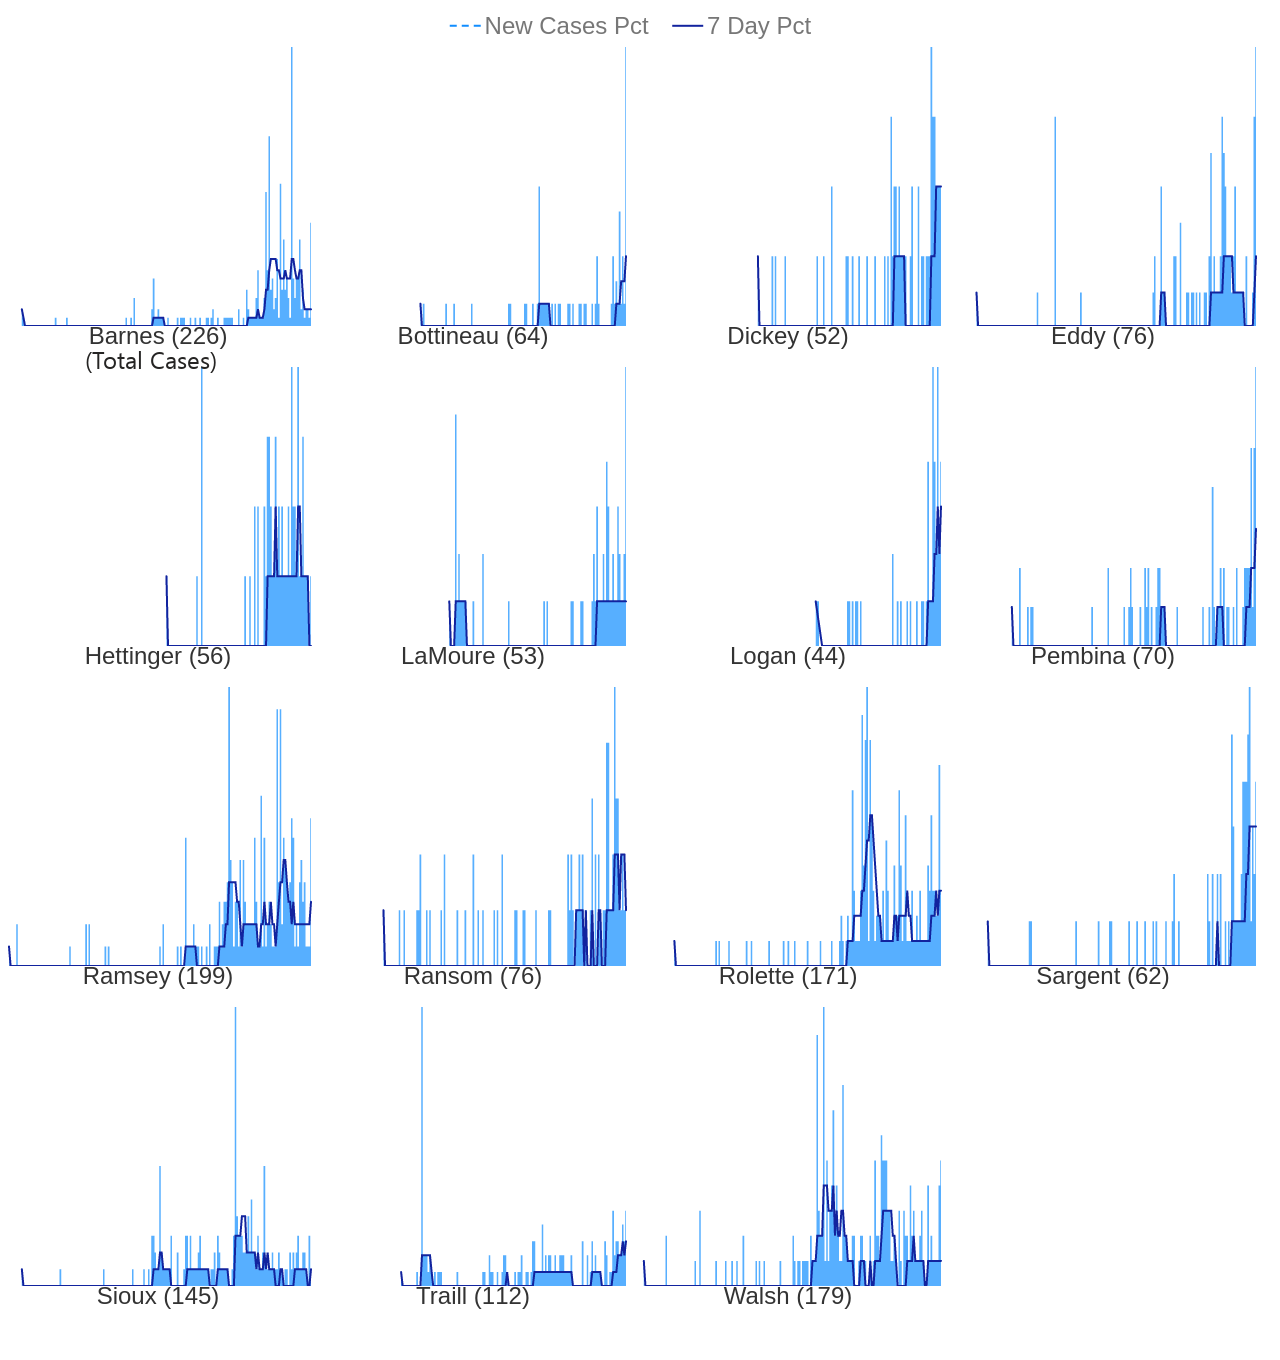 New Cases Pct 7 Day Pct
Barnes (226) Bottineau (64) Dickey (52) Eddy (76)
(Total Cases)
Hettinger (56) LaMoure (53) Logan (44) Pembina (70)
Ramsey (199) Ransom (76) Rolette (171) Sargent (62)
Sioux (145) Traill (112) Walsh (179)